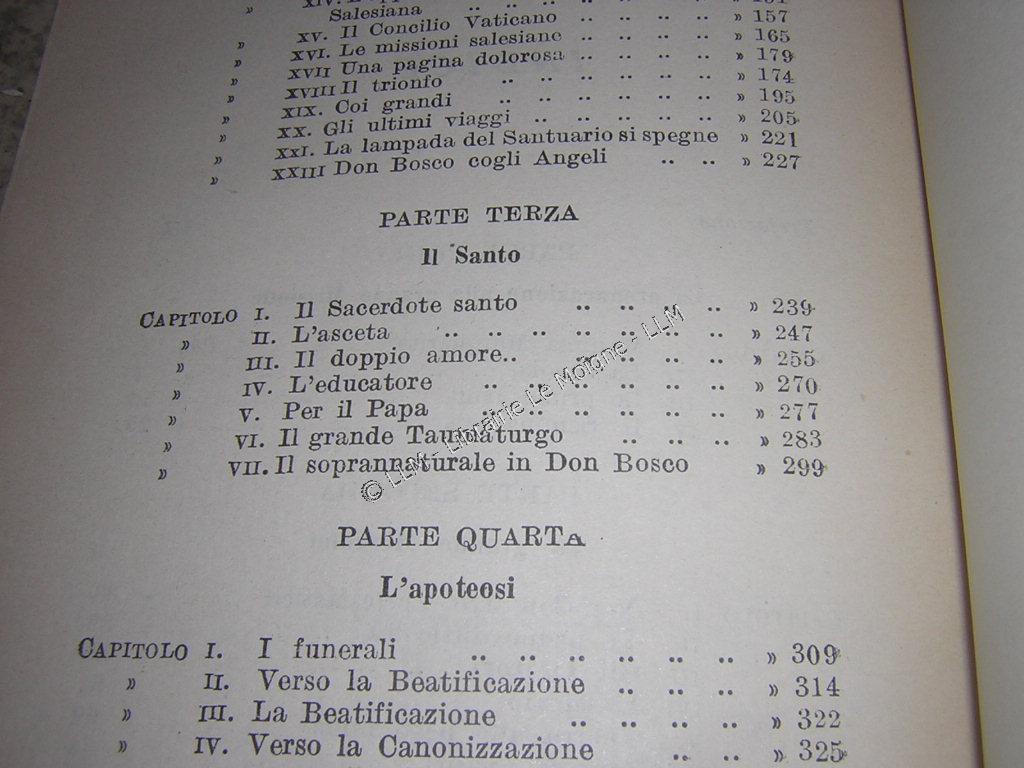 Salesiana .. .. .. .. .. ..
» XV. Il Concilio Vaticano .. .. .. » 157
» XVI. Le missioni salesiane .. .. .. » 165
» XVII Una pagina dolorosa .. .. .. .. » 179
» XVIII Il trionfo .. .. .. .. .. » 174
» XIX. Coi grandi .. .. .. .. .. » 195
» XX. Gli ultimi viaggi .. .. .. .. .. » 205
» XXI. La lampada del Santuario si spegne » 221
» XXIII Don Bosco cogli Angeli .. .. » 227
PARTE TERZA
Il Santo
CAPITOLO I. Il Sacerdote santo .. .. .. .. » 239
» II. L'asceta .. .. .. .. .. .. .. » 247
» III. Il doppio amore.. .. .. .. .. » 255
» IV. L'educatore .. .. .. .. .. .. » 270
» V. Per il Papa .. .. .. .. .. .. » 277
» VI. Il grande Taumaturgo .. .. .. » 283
» VII. Il soprannaturale in Don Bosco » 299
© LLM - Librairie Le Moigne - LLM
PARTE QUARTA
L'apoteosi
CAPITOLO I. I funerali .. .. .. .. .. .. » 309
» II. Verso la Beatificazione .. .. .. » 314
» III. La Beatificazione .. .. .. .. » 322
» IV. Verso la Canonizzazione .. .. » 325